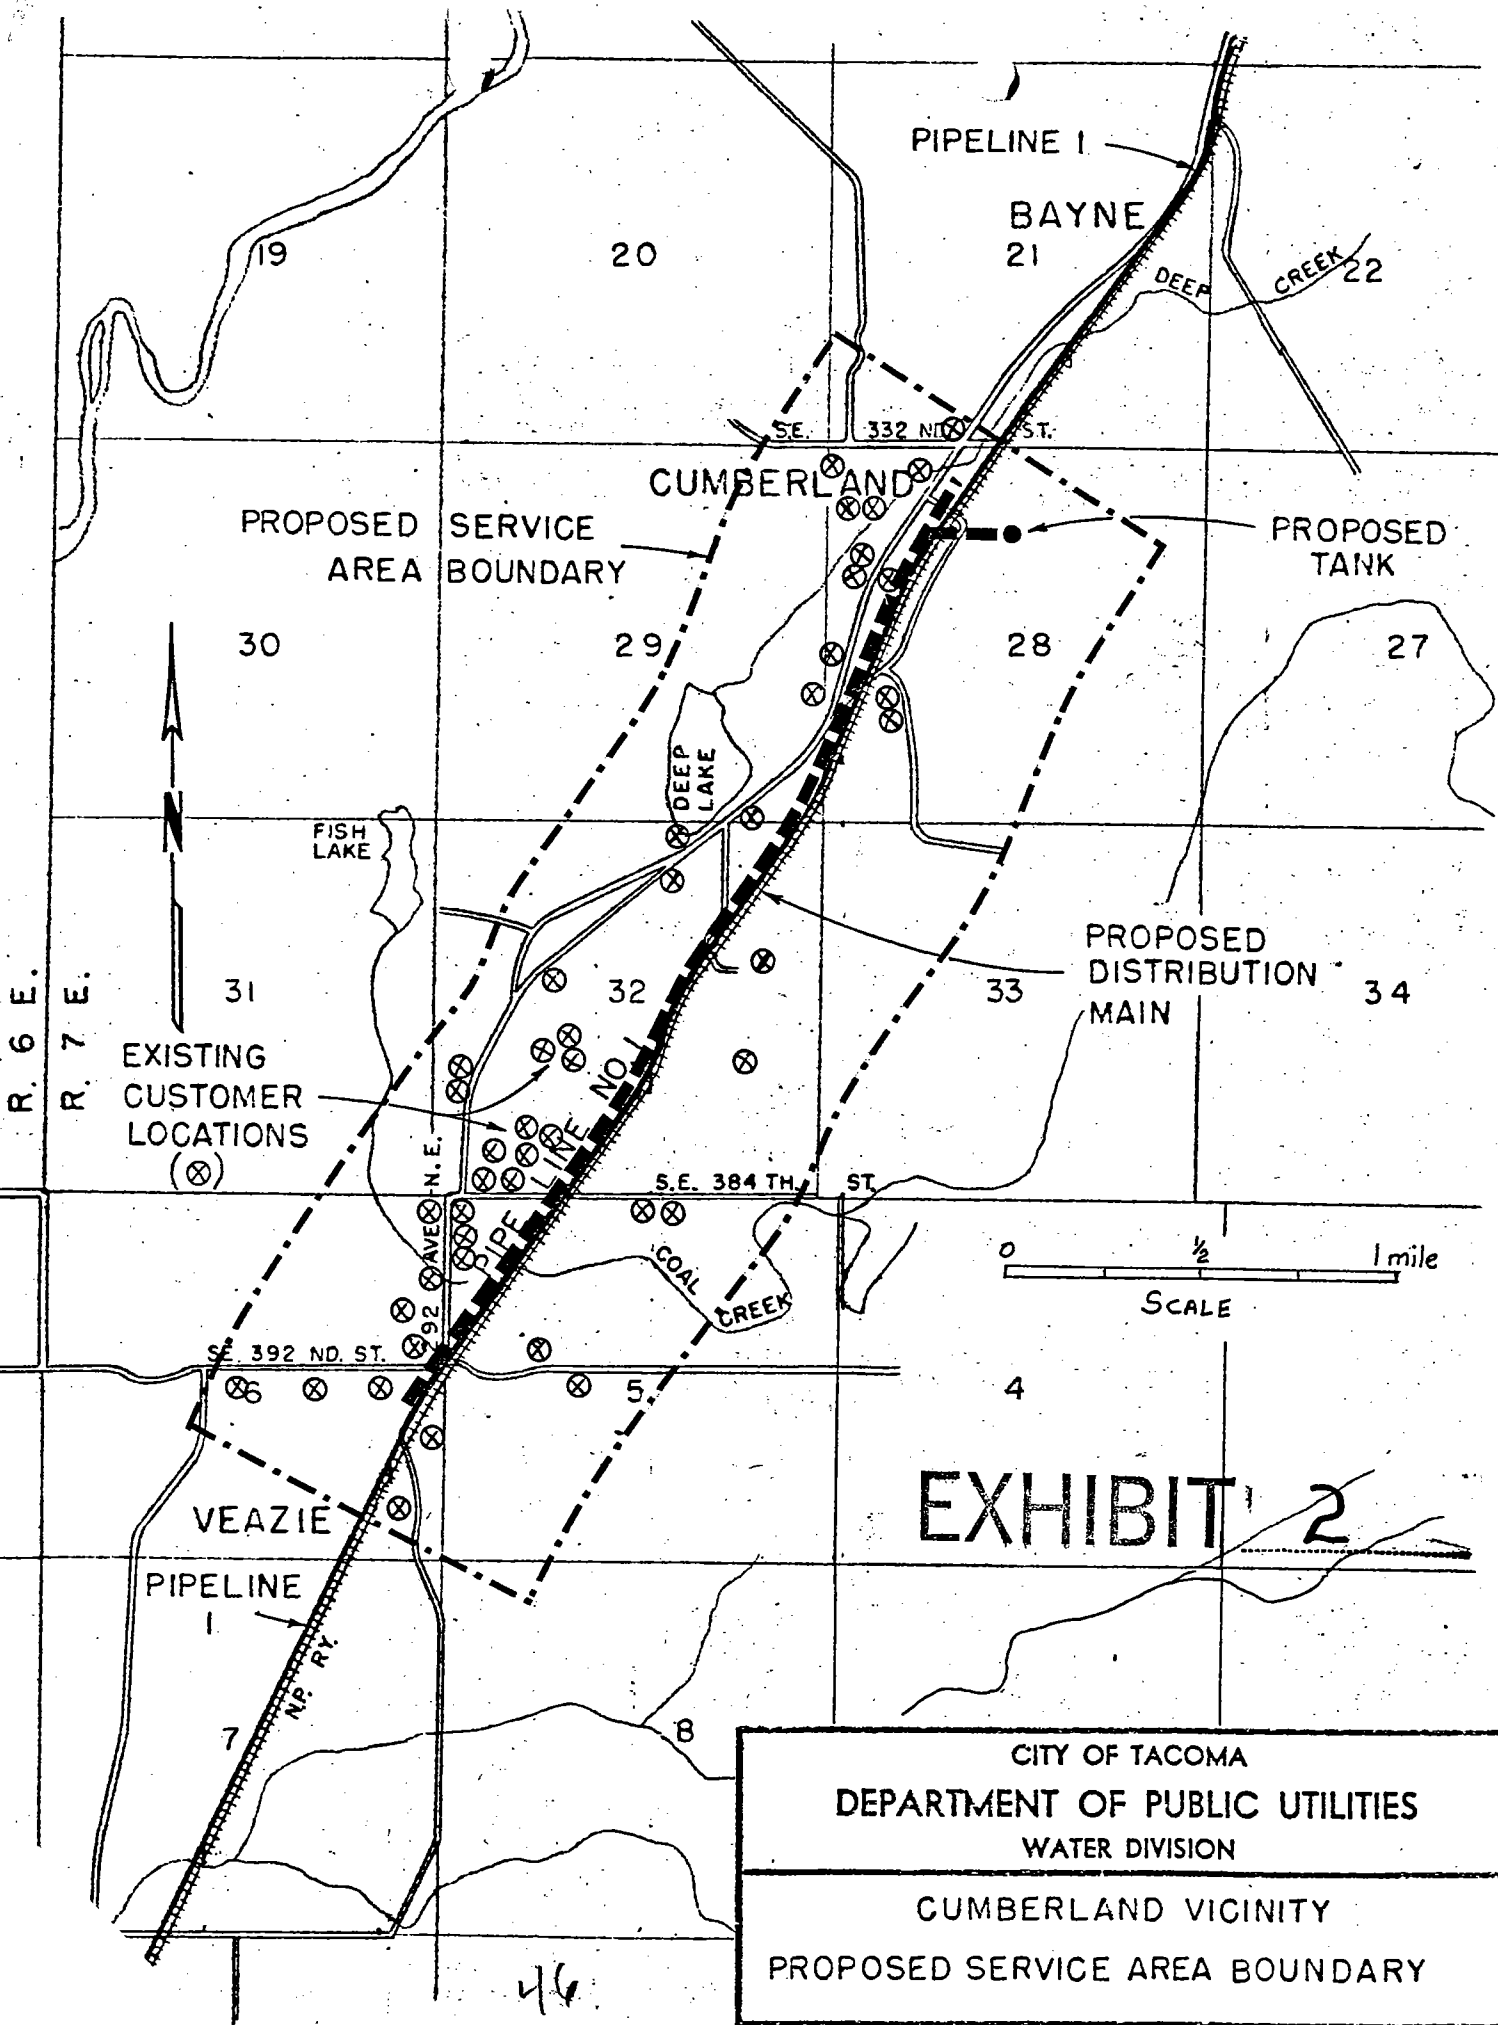 PIPELINE 1
BAYNE
19
20
21
22
DEEP CREEK
S.E. 332 ND ST.
CUMBERLAND
PROPOSED SERVICE
AREA BOUNDARY
PROPOSED
TANK
30
29
28
27
DEEP
LAKE
FISH
LAKE
N
R. 6 E.
R. 7 E.
31
32
33
34
PROPOSED
DISTRIBUTION
MAIN
EXISTING
CUSTOMER
LOCATIONS
(⊗)
PIPE LINE NO. 1
292 AVE. N.E.
S.E. 384 TH. ST.
COAL
CREEK
0 ½ 1 mile
SCALE
SE. 392 ND. ST.
6
5
4
EXHIBIT 2
VEAZIE
PIPELINE
1
N.P. RY.
7
8
CITY OF TACOMA
DEPARTMENT OF PUBLIC UTILITIES
WATER DIVISION
CUMBERLAND VICINITY
PROPOSED SERVICE AREA BOUNDARY
46